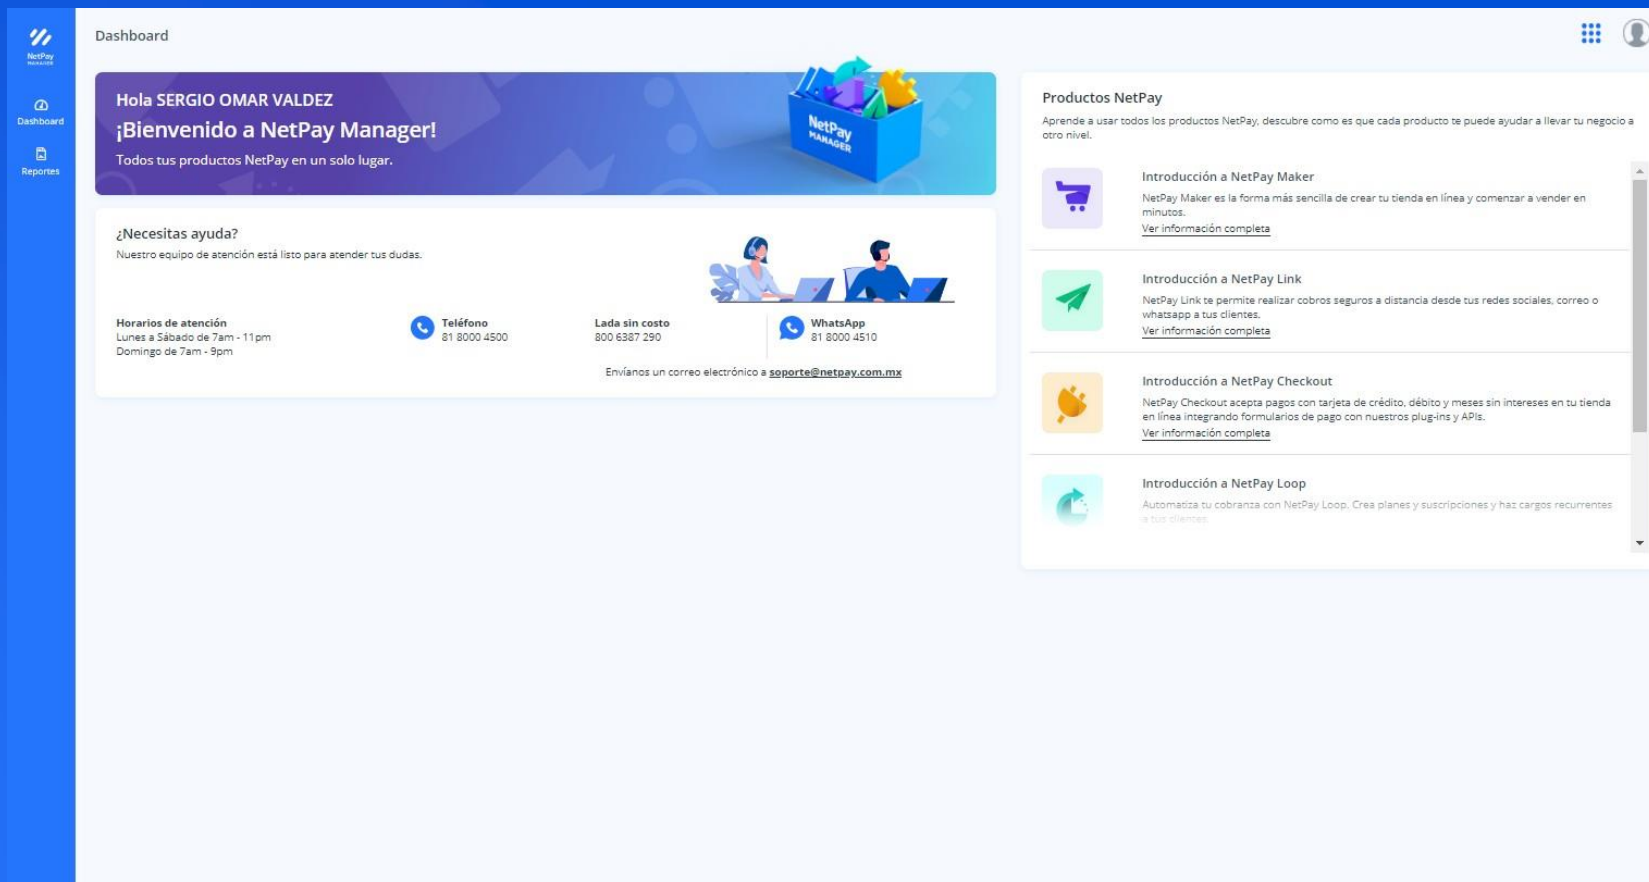 NetPay
MANAGER
Dashboard
Reportes
Dashboard
Hola SERGIO OMAR VALDEZ
¡Bienvenido a NetPay Manager!
Todos tus productos NetPay en un solo lugar.
NetPay
MANAGER
¿Necesitas ayuda?
Nuestro equipo de atención está listo para atender tus dudas.
Horarios de atención
Lunes a Sábado de 7am - 11pm
Domingo de 7am - 9pm
Teléfono
81 8000 4500
Lada sin costo
800 6387 290
WhatsApp
81 8000 4510
Envíanos un correo electrónico a soporte@netpay.com.mx
Productos NetPay
Aprende a usar todos los productos NetPay, descubre como es que cada producto te puede ayudar a llevar tu negocio a
otro nivel.
Introducción a NetPay Maker
NetPay Maker es la forma más sencilla de crear tu tienda en línea y comenzar a vender en
minutos.
Ver información completa
Introducción a NetPay Link
NetPay Link te permite realizar cobros seguros a distancia desde tus redes sociales, correo o
whatsapp a tus clientes.
Ver información completa
Introducción a NetPay Checkout
NetPay Checkout acepta pagos con tarjeta de crédito, débito y meses sin intereses en tu tienda
en línea integrando formularios de pago con nuestros plug-ins y APIs.
Ver información completa
Introducción a NetPay Loop
Automatiza tu cobranza con NetPay Loop. Crea planes y suscripciones y haz cargos recurrentes
a tus clientes.